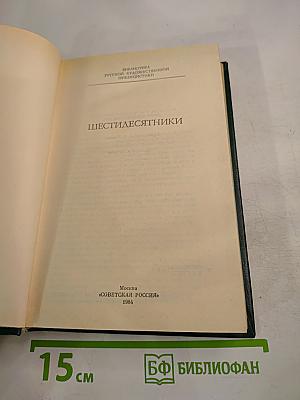 БИБЛИОТЕКА
РУССКОЙ ХУДОЖЕСТВЕННОЙ
ПУБЛИЦИСТИКИ
ШЕСТИДЕСЯТНИКИ
Москва
«СОВЕТСКАЯ РОССИЯ»
1984
15 см
БФ БИБЛИОФАН